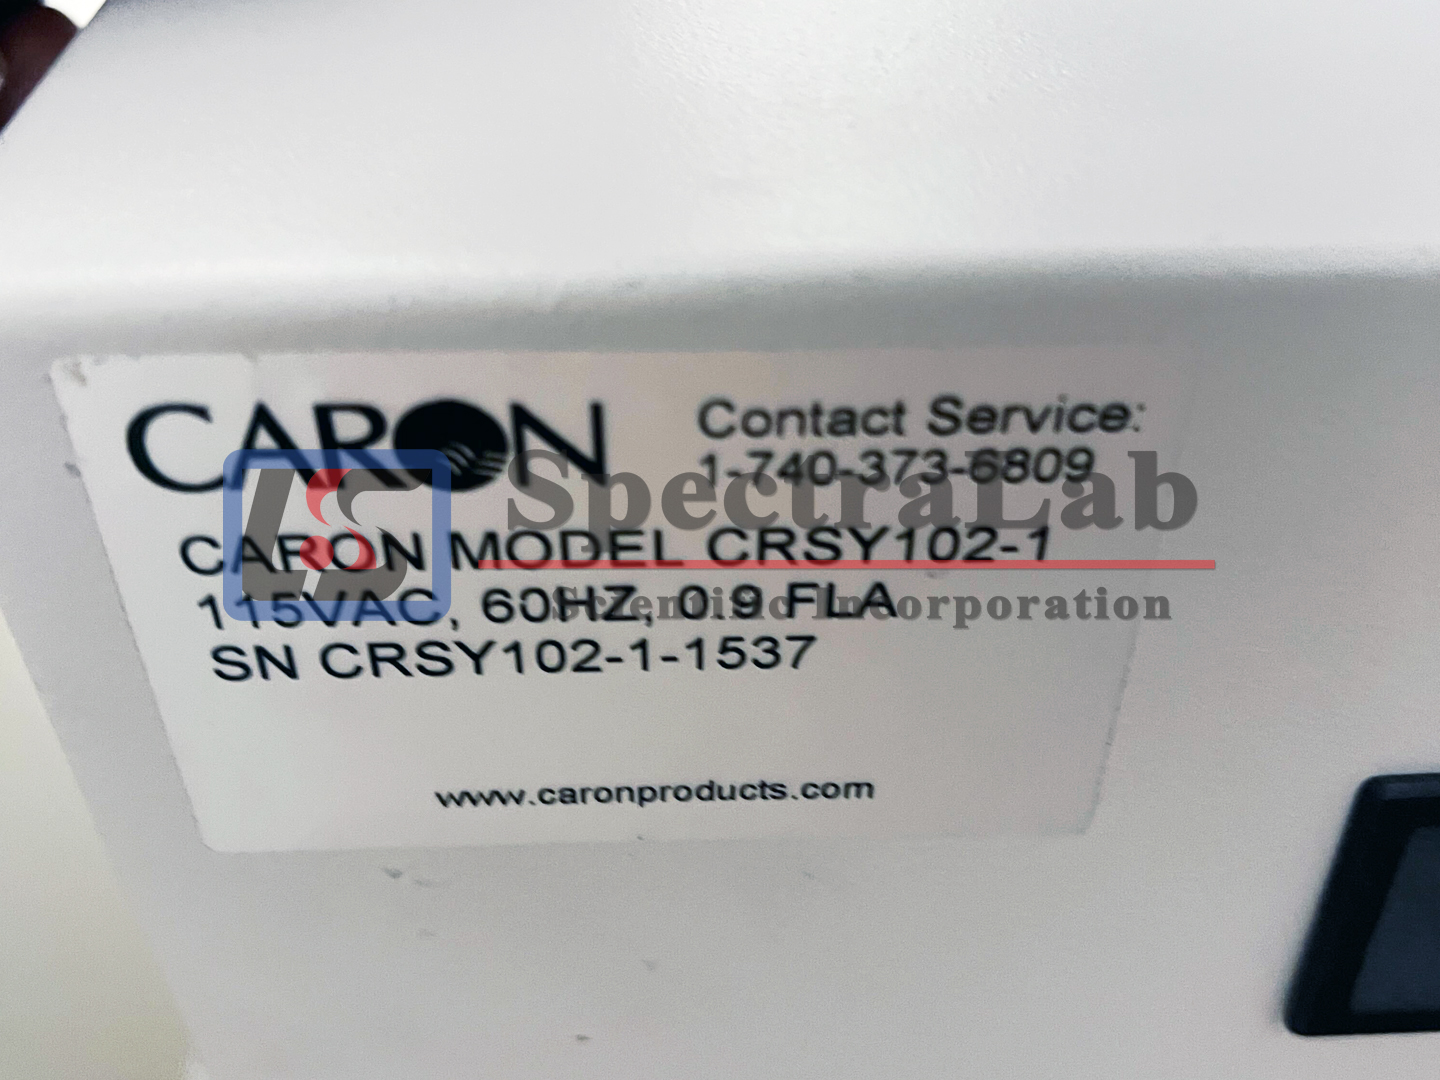 CARON
Contact Service:
1-740-373-6809
CARON MODEL CRSY102-1
115VAC, 60HZ, 0.9 FLA
SN CRSY102-1-1537
www.caronproducts.com
LS
SpectraLab
Scientific Incorporation